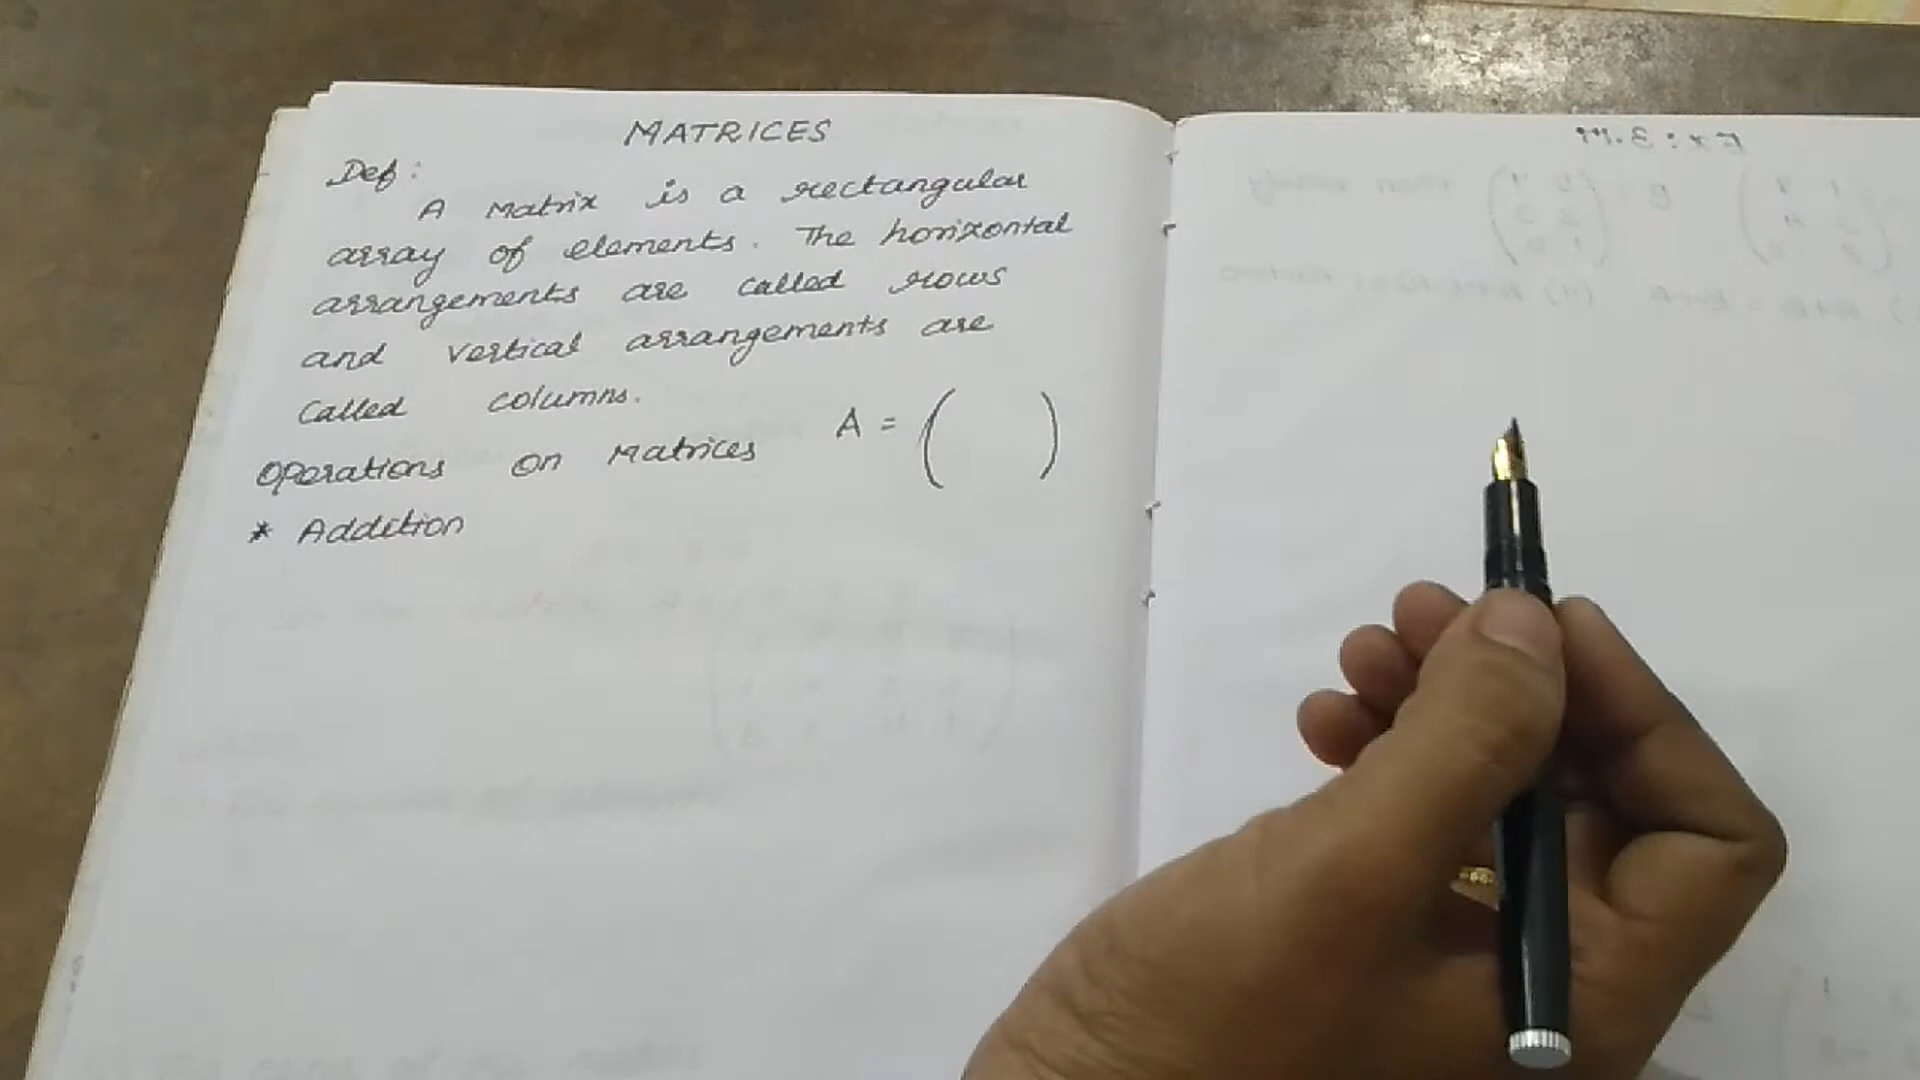 MATRICES
Def:
A Matrix is a rectangular
array of elements. The horizontal
arrangements are called rows
and vertical arrangements are
called columns.
A = ( )
Operations on Matrices
* Addition